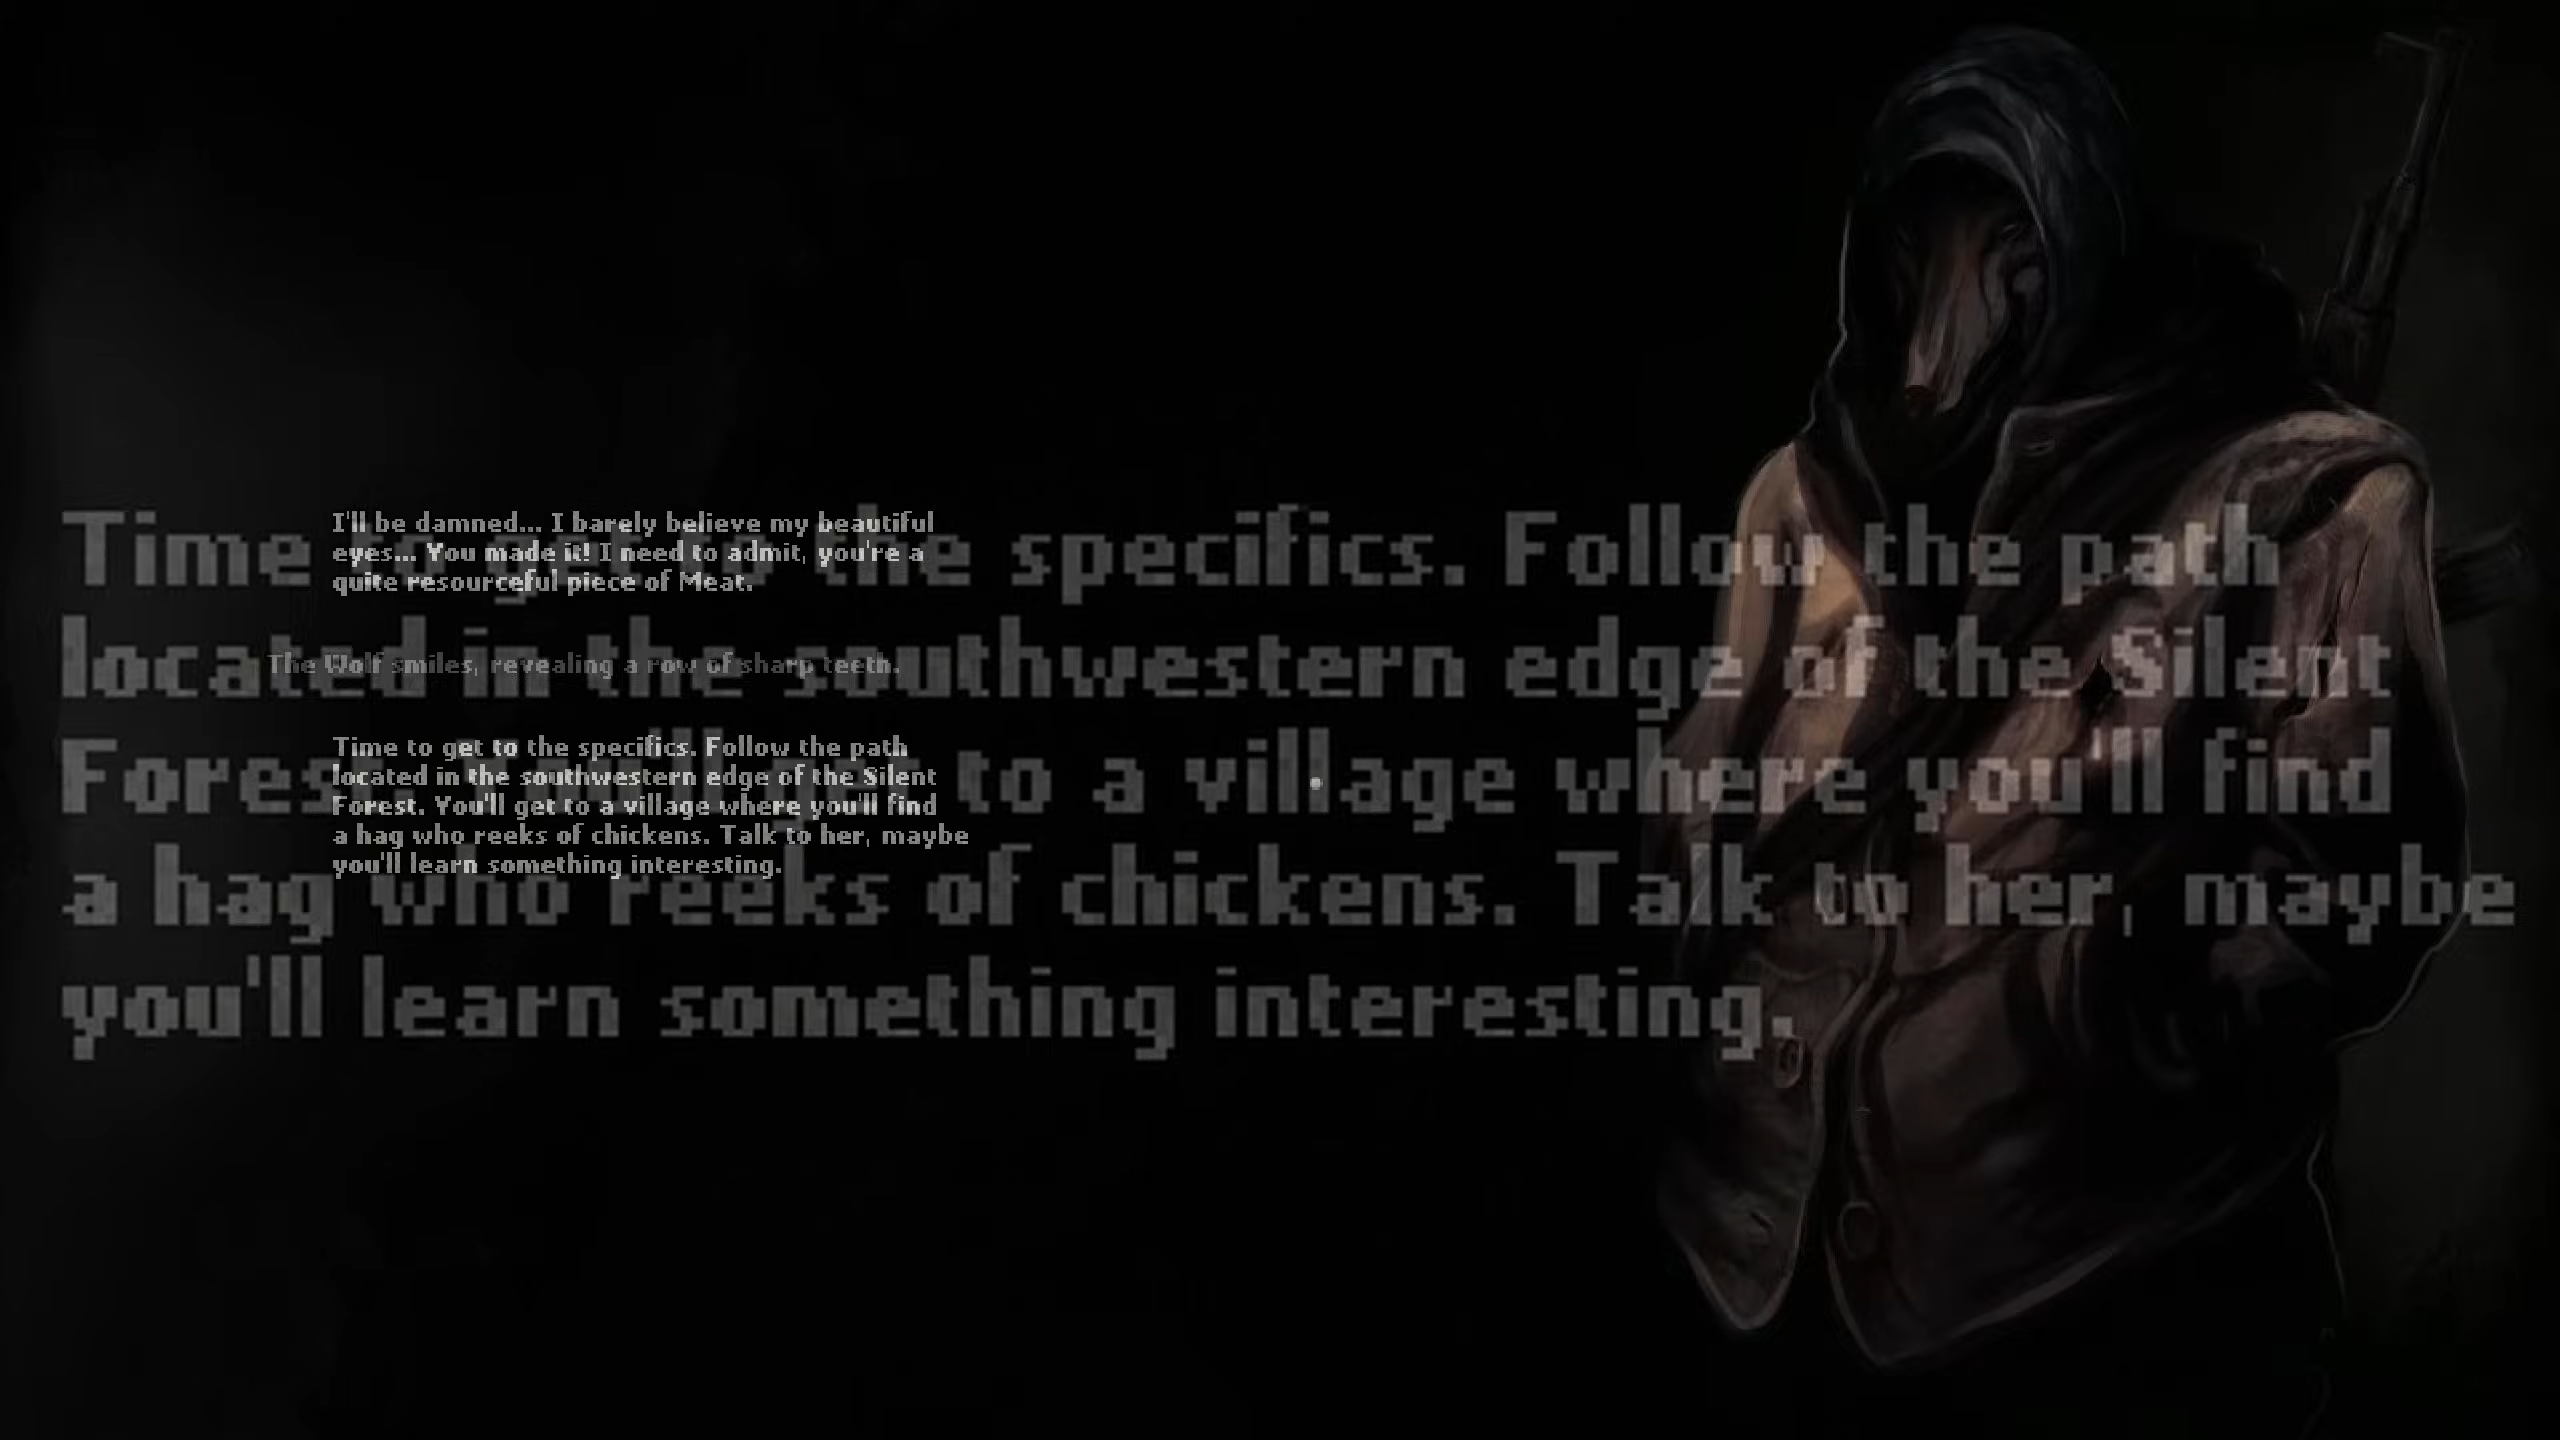 I'll be damned... I barely believe my beautiful
eyes... You made it! I need to admit, you're a
quite resourceful piece of Meat.
The Wolf smiles, revealing a row of sharp teeth.
Time to get to the specifics. Follow the path
located in the southwestern edge of the Silent
Forest. You'll get to a village where you'll find
a hag who reeks of chickens. Talk to her, maybe
you'll learn something interesting.
Time to get to the specifics. Follow the path
located in the southwestern edge of the Silent
Forest. You'll get to a village where you'll find
a hag who reeks of chickens. Talk to her, maybe
you'll learn something interesting.